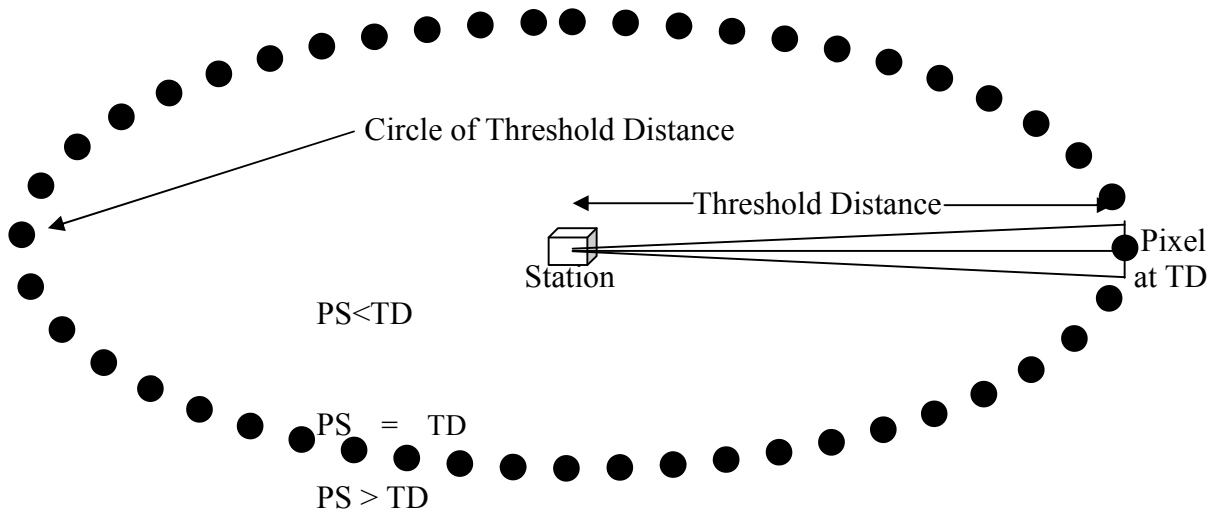 Circle of Threshold Distance
Threshold Distance
Pixel
at TD
Station
PS<TD
PS = TD
PS > TD